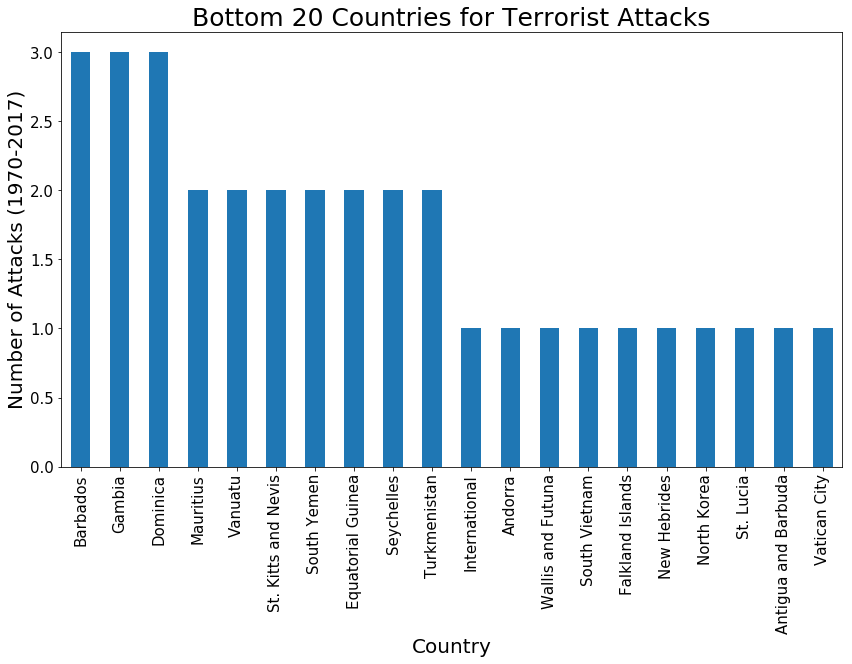 Bottom 20 Countries for Terrorist Attacks
Number of Attacks (1970-2017)
3.0
2.5
2.0
1.5
1.0
0.5
0.0
Barbados
Gambia
Dominica
Mauritius
Vanuatu
St. Kitts and Nevis
South Yemen
Equatorial Guinea
Seychelles
Turkmenistan
International
Andorra
Wallis and Futuna
South Vietnam
Falkland Islands
New Hebrides
North Korea
St. Lucia
Antigua and Barbuda
Vatican City
Country